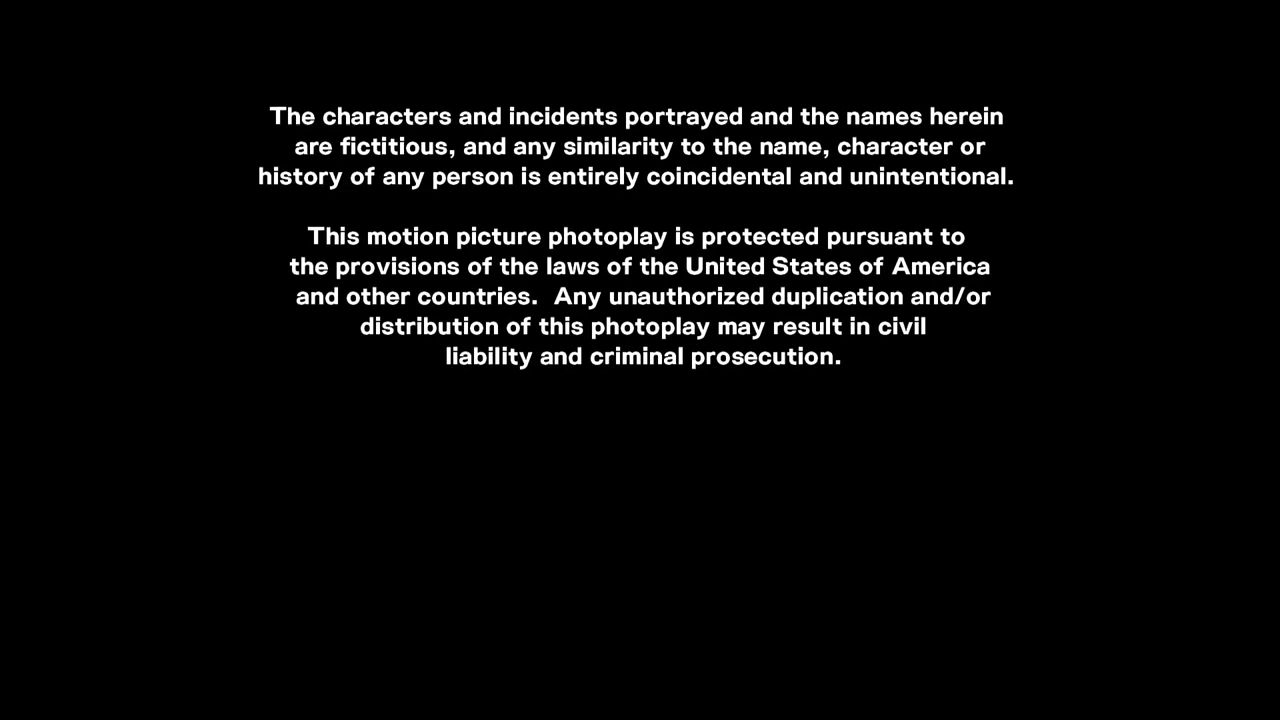 The characters and incidents portrayed and the names herein
are fictitious, and any similarity to the name, character or
history of any person is entirely coincidental and unintentional.
This motion picture photoplay is protected pursuant to
the provisions of the laws of the United States of America
and other countries.  Any unauthorized duplication and/or
distribution of this photoplay may result in civil
liability and criminal prosecution.